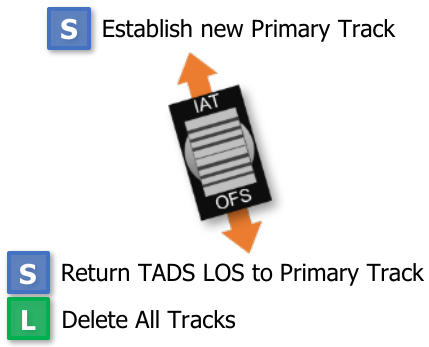 S Establish new Primary Track
IAT
OFS
S Return TADS LOS to Primary Track
L Delete All Tracks